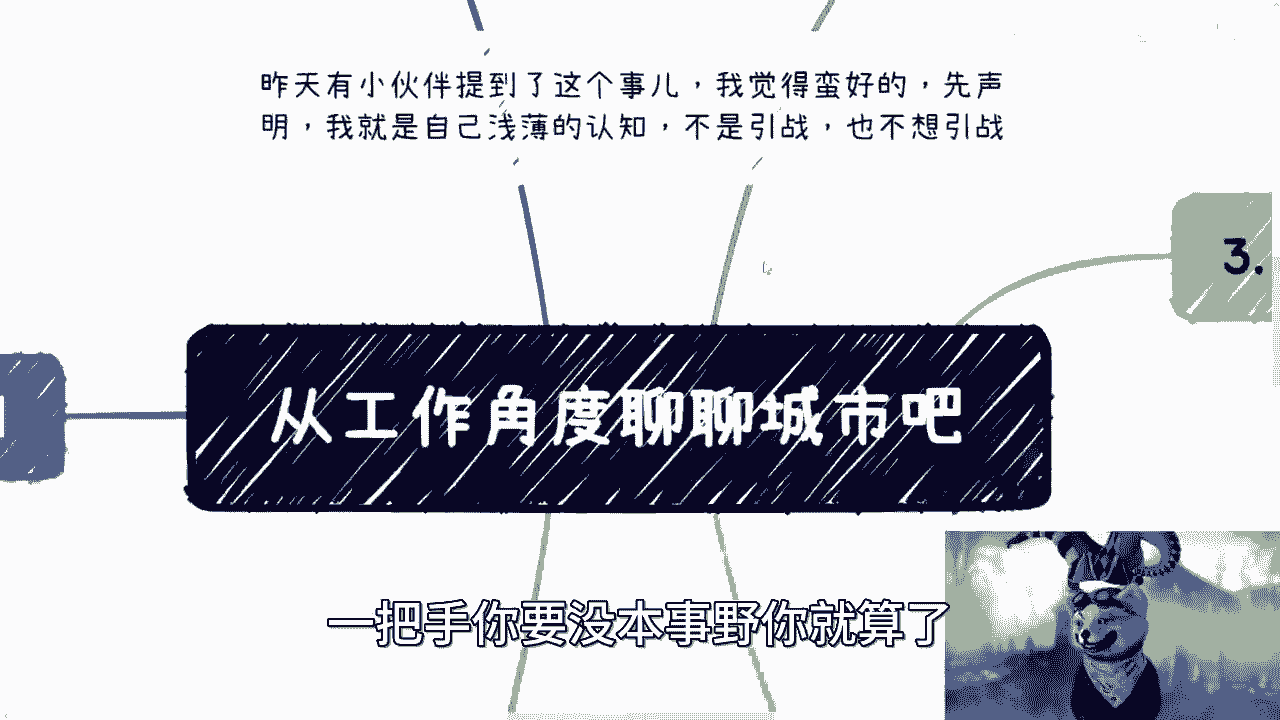 昨天有小伙伴提到了这个事儿，我觉得蛮好的，先声
明，我就是自己浅薄的认知，不是引战，也不想引战
3.
从工作角度聊聊城市吧
一把手你要没本事野你就算了